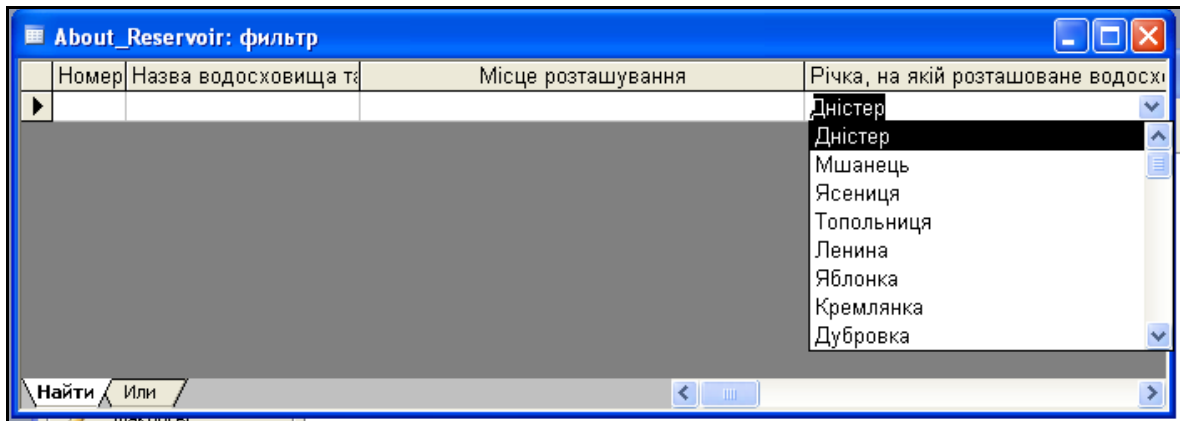 About_Reservoir: фильтр
Номер Назва водосховища та Місце розташування Річка, на якій розташоване водосх
Дністер
Дністер
Мшанець
Ясениця
Топольниця
Ленина
Яблонка
Кремлянка
Дубровка
Найти Или